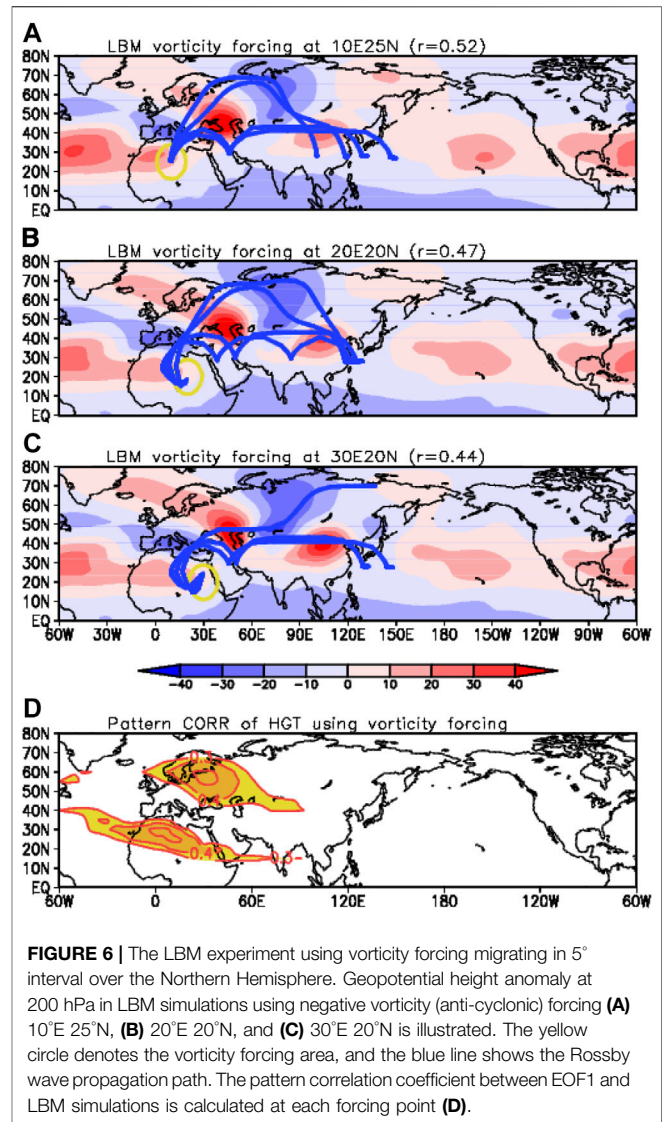 A
LBM vorticity forcing at 10E25N (r=0.52)
80N
70N
60N
50N
40N
30N
20N
10N
EQ
B
LBM vorticity forcing at 20E20N (r=0.47)
80N
70N
60N
50N
40N
30N
20N
10N
EQ
C
LBM vorticity forcing at 30E20N (r=0.44)
80N
70N
60N
50N
40N
30N
20N
10N
EQ
60W 30W 0 30E 60E 90E 120E 150E 180 150W 120W 90W 60W
-40 -30 -20 -10 0 10 20 30 40
D
Pattern CORR of HGT using vorticity forcing
80N
70N
60N
50N
40N
30N
20N
10N
EQ
0.3
0.4
0.3
60W 0 60E 120E 180 120W 60W
FIGURE 6 | The LBM experiment using vorticity forcing migrating in 5°
interval over the Northern Hemisphere. Geopotential height anomaly at
200 hPa in LBM simulations using negative vorticity (anti-cyclonic) forcing (A)
10°E 25°N, (B) 20°E 20°N, and (C) 30°E 20°N is illustrated. The yellow
circle denotes the vorticity forcing area, and the blue line shows the Rossby
wave propagation path. The pattern correlation coefficient between EOF1 and
LBM simulations is calculated at each forcing point (D).